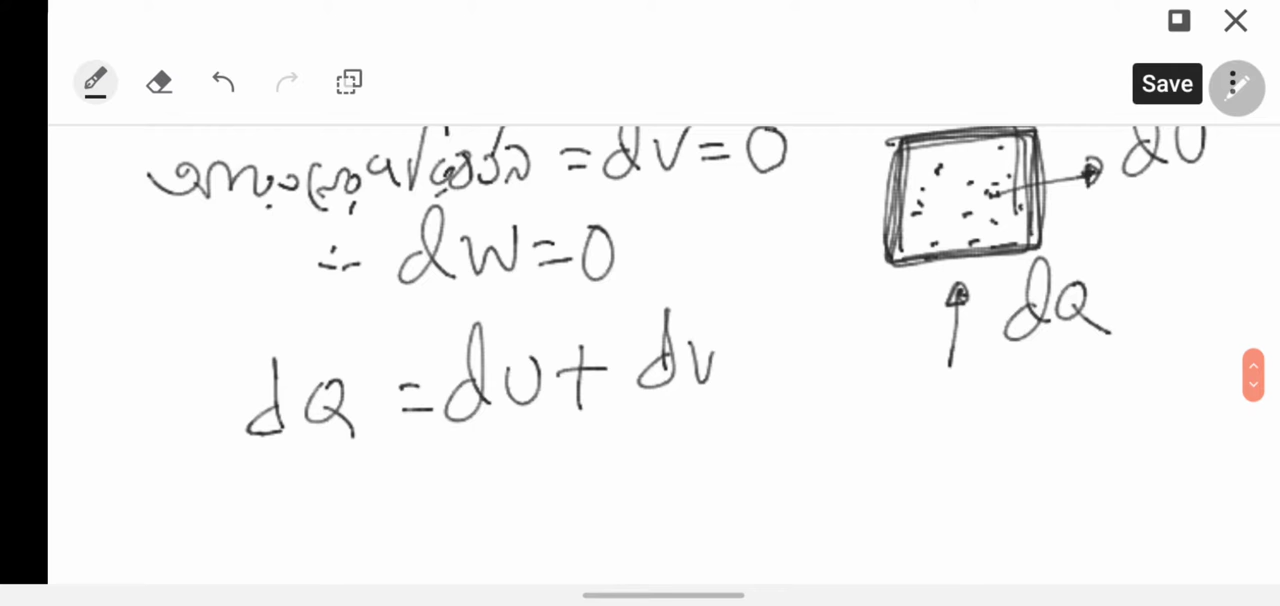 Save
= dV = 0
dU
∴ dW = 0
dQ
dQ = dU + dV